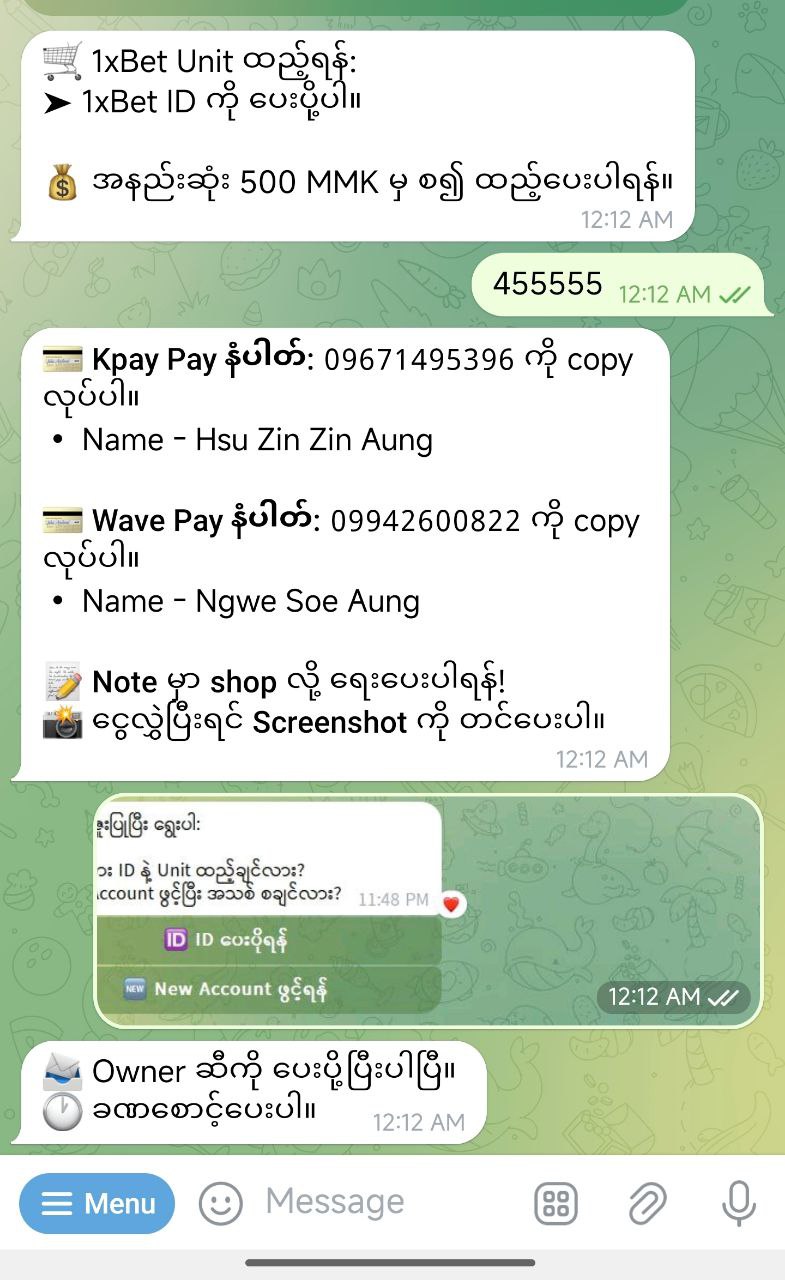 1xBet Unit ထည့်ရန်:
➤ 1xBet ID ကို ပေးပို့ပါ။
အနည်းဆုံး 500 MMK မှ စ၍ ထည့်ပေးပါရန်။
12:12 AM
455555 12:12 AM
Kpay Pay နံပါတ်: 09671495396 ကို copy
လုပ်ပါ။
• Name - Hsu Zin Zin Aung
Wave Pay နံပါတ်: 09942600822 ကို copy
လုပ်ပါ။
• Name - Ngwe Soe Aung
Note မှာ shop လို့ ရေးပေးပါရန်!
ငွေလွှဲပြီးရင် Screenshot ကို တင်ပေးပါ။
12:12 AM
ဇူးပြုပြီး ရွေးပါ:
ား ID နဲ့ Unit ထည့်ချင်လား?
ccount ဖွင့်ပြီး အသစ် စချင်လား? 11:48 PM
ID ID ပေးပိုရန်
NEW New Account ဖွင့်ရန်
12:12 AM
Owner ဆီကို ပေးပို့ပြီးပါပြီ။
ခဏစောင့်ပေးပါ။ 12:12 AM
Menu Message